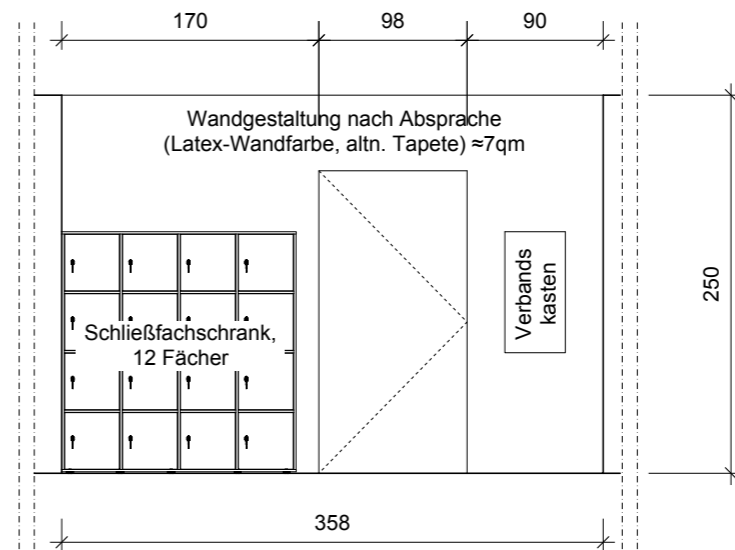 170
98
90
Wandgestaltung nach Absprache
(Latex-Wandfarbe, altn. Tapete) ≈7qm
250
Verbands
kasten
Schließfachschrank,
12 Fächer
358